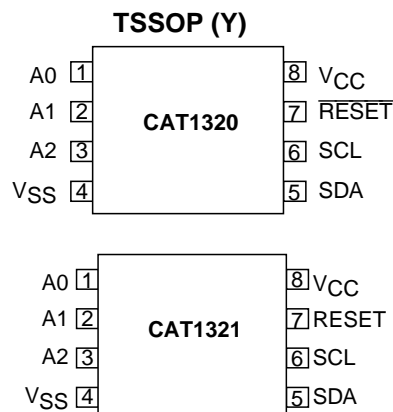 TSSOP (Y)
A0 1 8 VCC
A1 2 CAT1320 7 RESET
A2 3 6 SCL
VSS 4 5 SDA
A0 1 8 VCC
A1 2 CAT1321 7 RESET
A2 3 6 SCL
VSS 4 5 SDA